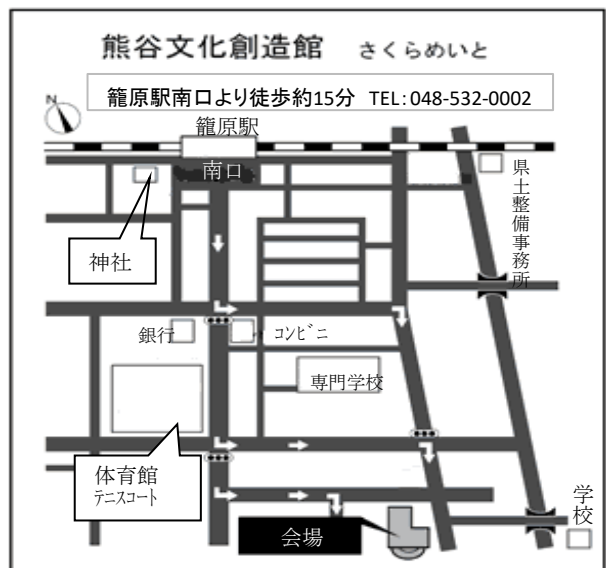 熊谷文化創造館 さくらめいと
籠原駅南口より徒歩約15分 TEL:048-532-0002
N
籠原駅
南口
県土整備事務所
神社
銀行
コンビニ
専門学校
体育館
テニスコート
学校
会場